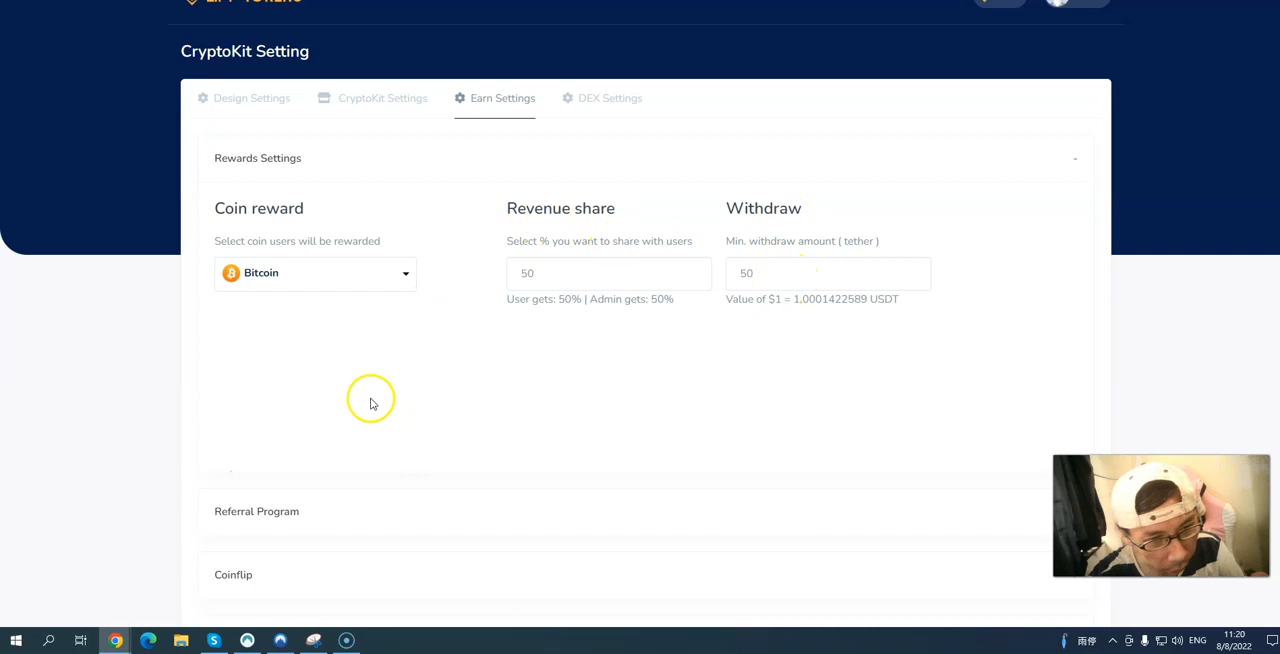 CryptoKit Setting
Design Settings
CryptoKit Settings
Earn Settings
DEX Settings
Rewards Settings
-
Coin reward
Revenue share
Withdraw
Select coin users will be rewarded
Select % you want to share with users
Min. withdraw amount ( tether )
Bitcoin
50
50
User gets: 50% | Admin gets: 50%
Value of $1 = 1.0001422589 USDT
Referral Program
Coinflip
雨停
ENG
11:20
8/8/2022